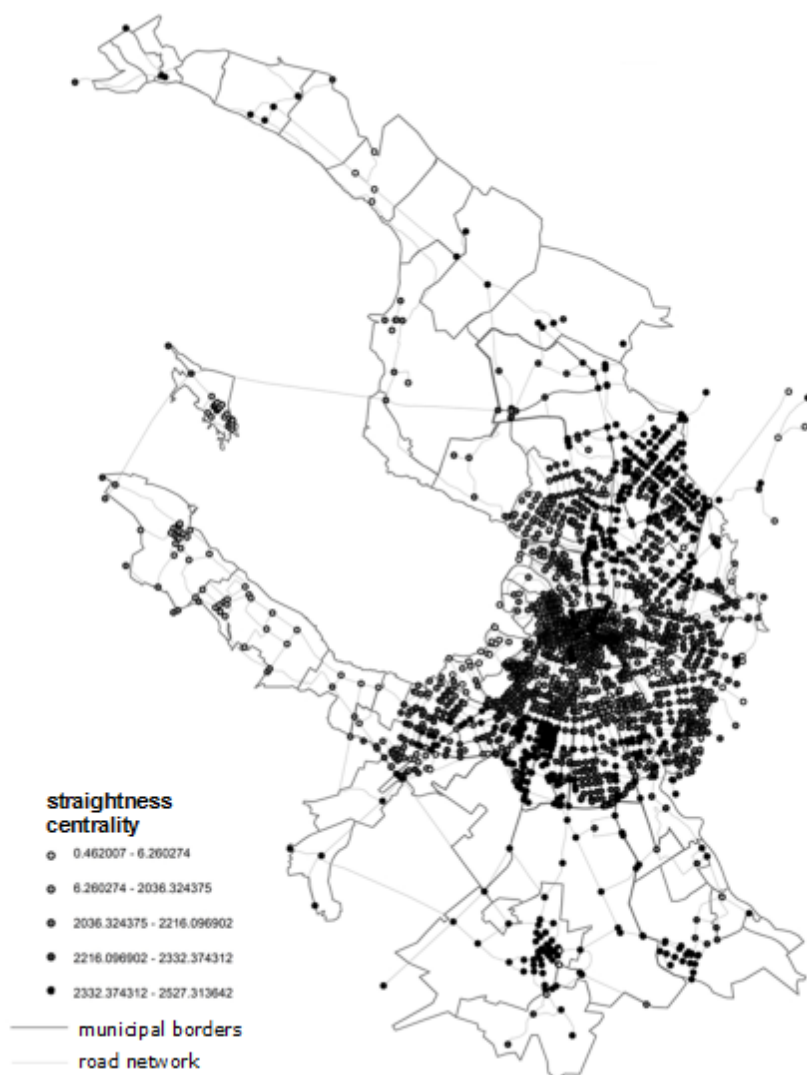 straightness
centrality
0.462007 - 6.260274
6.260274 - 2036.324375
2036.324375 - 2216.096902
2216.096902 - 2332.374312
2332.374312 - 2527.313642
municipal borders
road network